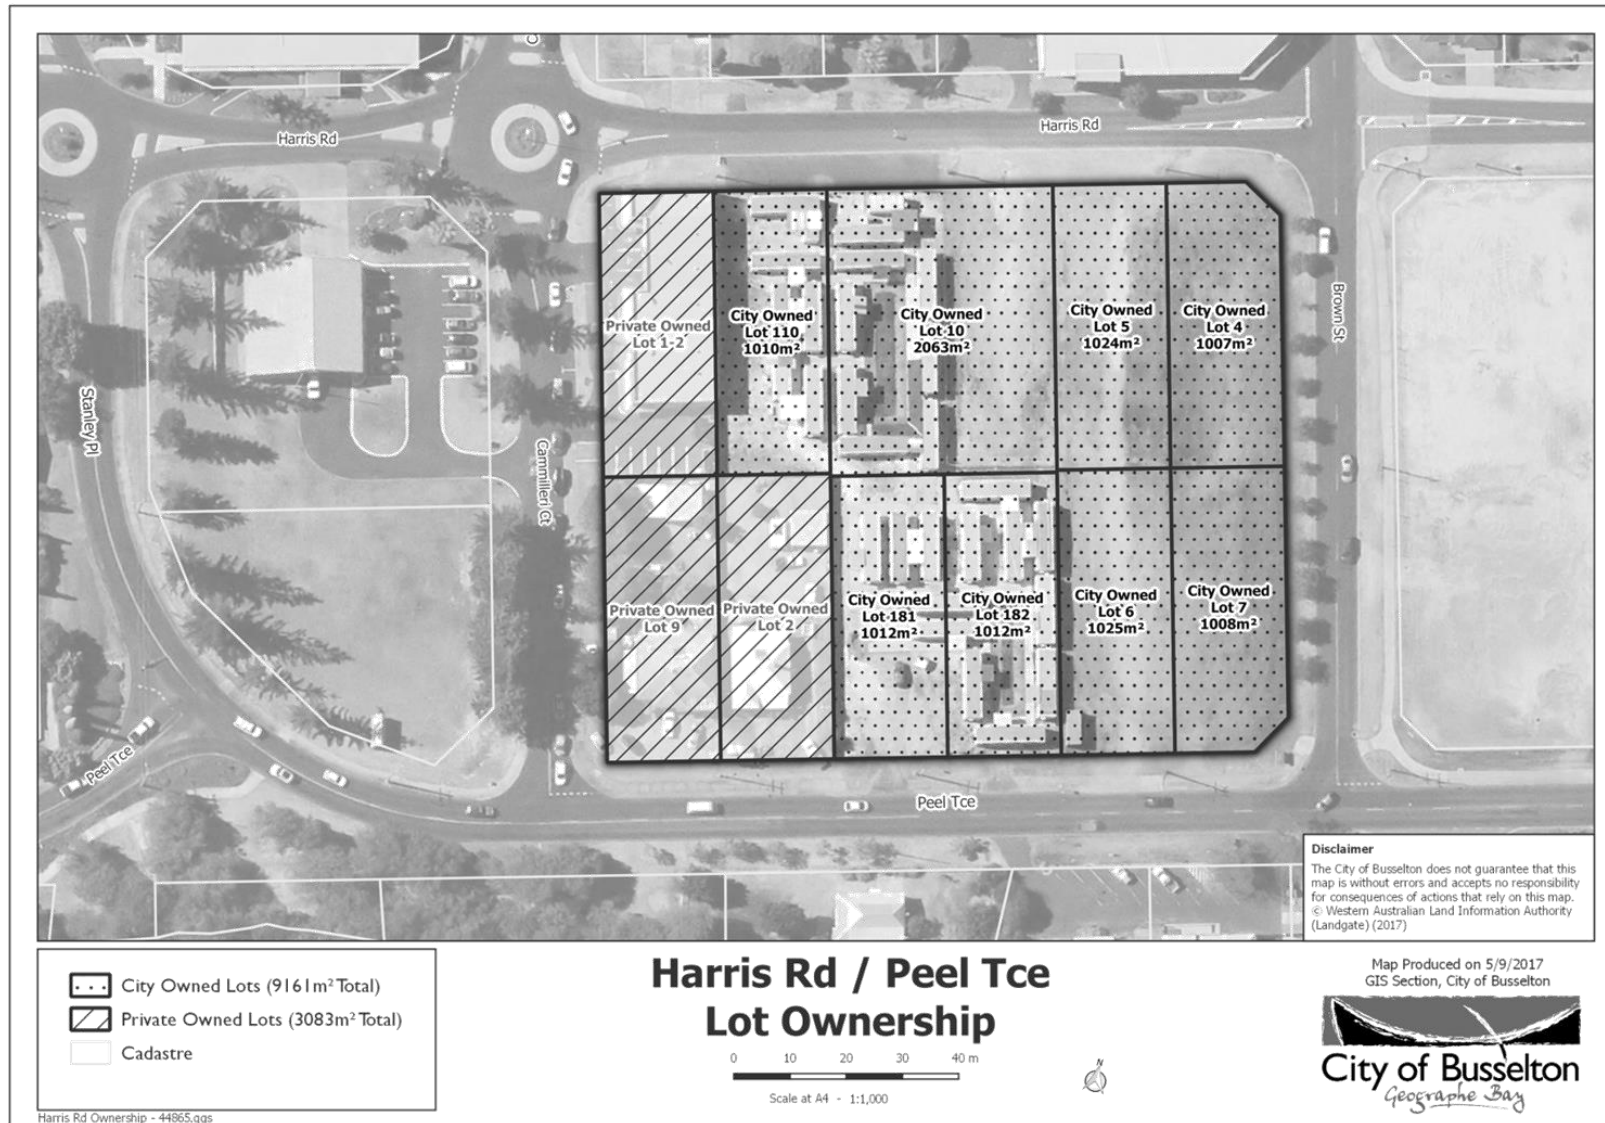 Harris Rd
Harris Rd
Private Owned
Lot 1-2
City Owned
Lot 110
1010m²
City Owned
Lot 10
2063m²
City Owned
Lot 5
1024m²
City Owned
Lot 4
1007m²
Brown St
Stanley Pl
Cammilleri Ct
Private Owned
Lot 9
Private Owned
Lot 2
City Owned
Lot 181
1012m²
City Owned
Lot 182
1012m²
City Owned
Lot 6
1025m²
City Owned
Lot 7
1008m²
Peel Tce
Peel Tce
Disclaimer
The City of Busselton does not guarantee that this
map is without errors and accepts no responsibility
for consequences of actions that rely on this map.
© Western Australian Land Information Authority
(Landgate) (2017)
City Owned Lots (9161m² Total)
Private Owned Lots (3083m² Total)
Cadastre
Harris Rd Ownership - 44865.qgs
Harris Rd / Peel Tce
Lot Ownership
0 10 20 30 40 m
Scale at A4 - 1:1,000
N
Map Produced on 5/9/2017
GIS Section, City of Busselton
City of Busselton
Geographe Bay